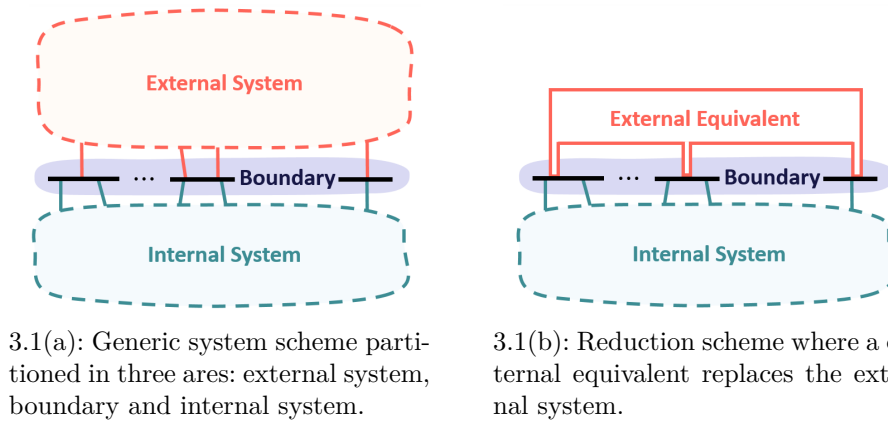 External System
... Boundary
Internal System
3.1(a): Generic system scheme parti-
tioned in three ares: external system,
boundary and internal system.
External Equivalent
... Boundary
Internal System
3.1(b): Reduction scheme where a
ternal equivalent replaces the ext
nal system.